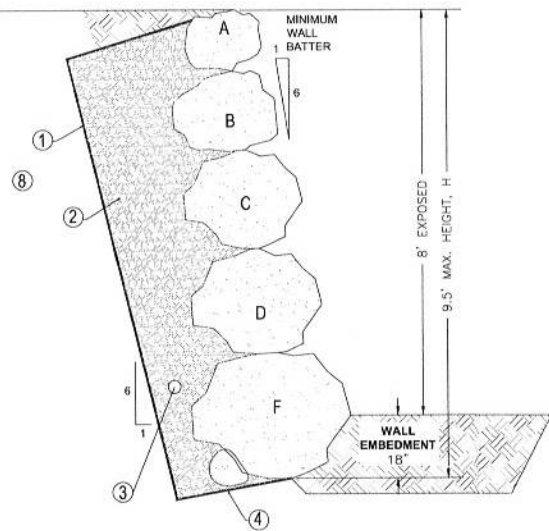 A
MINIMUM
WALL
BATTER
1
6
B
1
8
2
C
8' EXPOSED
9.5' MAX. HEIGHT, H
D
6
1
F
WALL
EMBEDMENT
18"
3
4